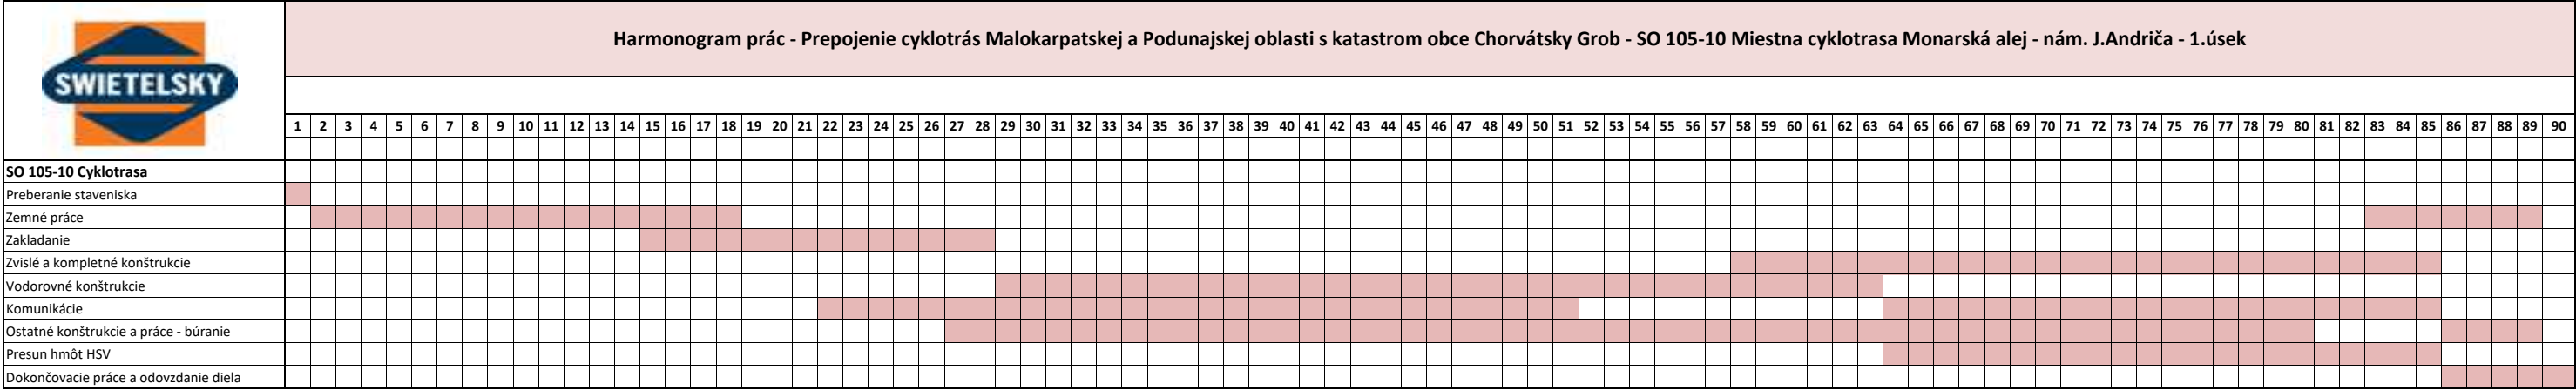 Harmonogram prác - Prepojenie cyklotrás Malokarpatskej a Podunajskej oblasti s katastrom obce Chorvátsky Grob - SO 105-10 Miestna cyklotrasa Monarská alej - nám. J.Andriča - 1.úsek
SWIETELSKY
1 2 3 4 5 6 7 8 9 10 11 12 13 14 15 16 17 18 19 20 21 22 23 24 25 26 27 28 29 30 31 32 33 34 35 36 37 38 39 40 41 42 43 44 45 46 47 48 49 50 51 52 53 54 55 56 57 58 59 60 61 62 63 64 65 66 67 68 69 70 71 72 73 74 75 76 77 78 79 80 81 82 83 84 85 86 87 88 89 90
SO 105-10 Cyklotrasa
Preberanie staveniska
Zemné práce
Zakladanie
Zvislé a kompletné konštrukcie
Vodorovné konštrukcie
Komunikácie
Ostatné konštrukcie a práce - búranie
Presun hmôt HSV
Dokončovacie práce a odovzdanie diela